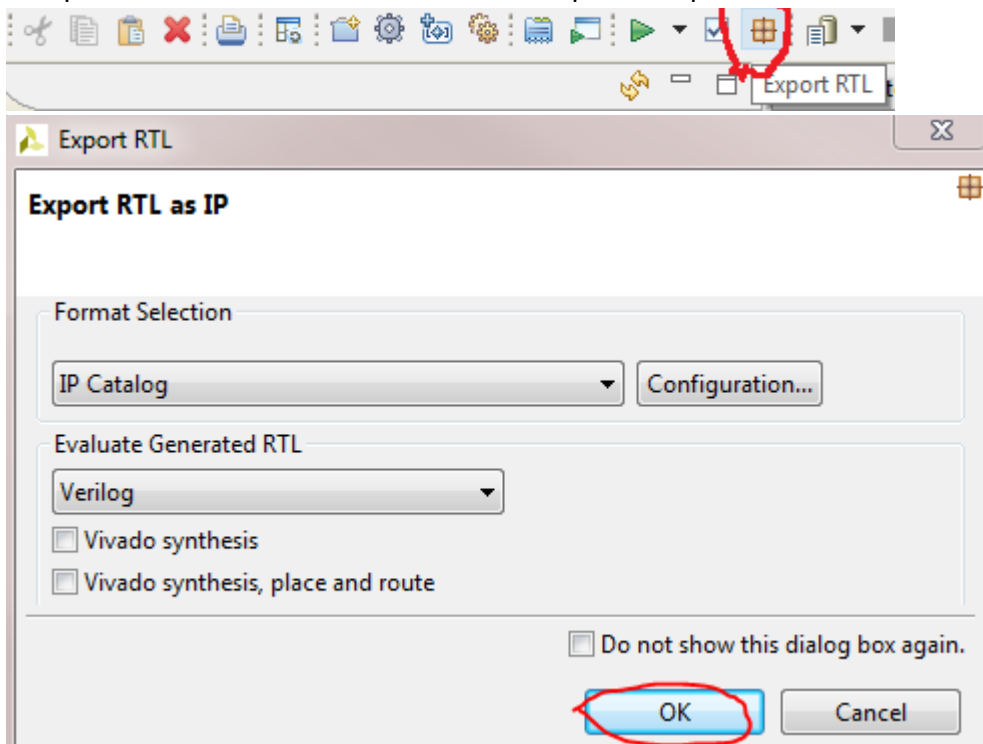 Export RTL
Export RTL
Export RTL as IP
Format Selection
IP Catalog
Configuration...
Evaluate Generated RTL
Verilog
Vivado synthesis
Vivado synthesis, place and route
Do not show this dialog box again.
OK
Cancel